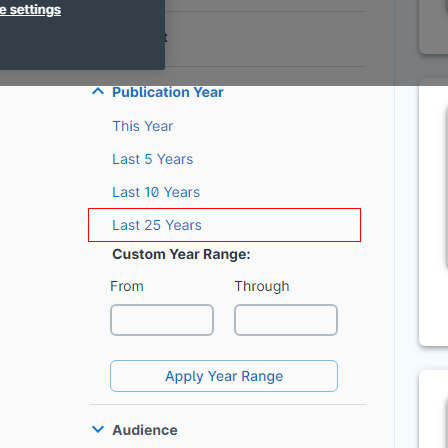 e settings
Publication Year
This Year
Last 5 Years
Last 10 Years
Last 25 Years
Custom Year Range:
From
Through
Apply Year Range
Audience